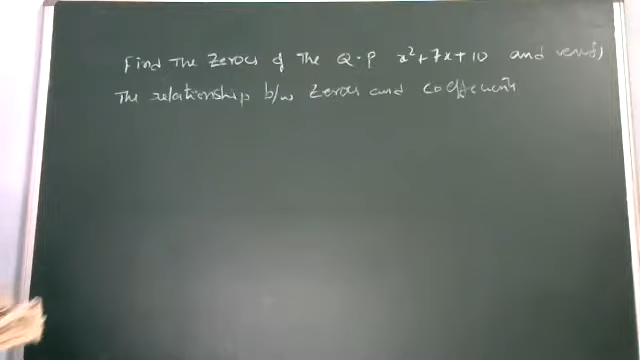 Find The Zeroes of The Q.P x²+7x+10 and verify
The relationship b/w Zeroes and coefficients